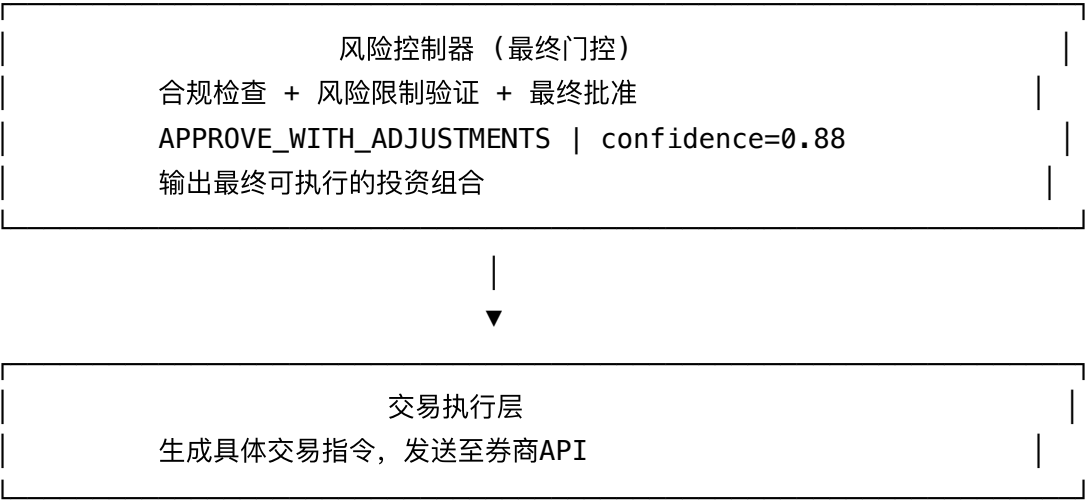 风险控制器 (最终门控)
合规检查 + 风险限制验证 + 最终批准
APPROVE_WITH_ADJUSTMENTS | confidence=0.88
输出最终可执行的投资组合
交易执行层
生成具体交易指令，发送至券商API